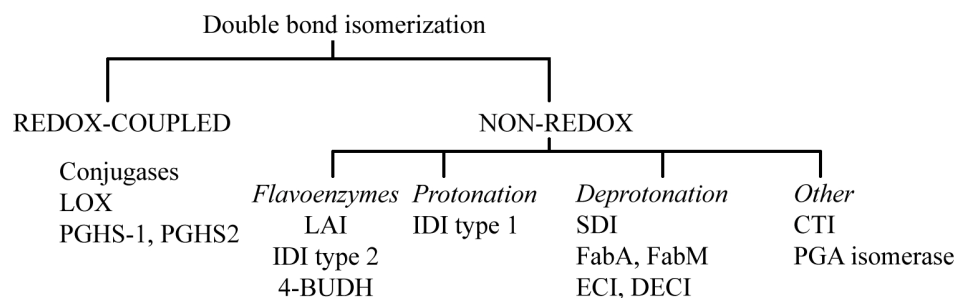 Double bond isomerization
REDOX-COUPLED
Conjugases
LOX
PGHS-1, PGHS2
NON-REDOX
Flavoenzymes
LAI
IDI type 2
4-BUDH
Protonation
IDI type 1
Deprotonation
SDI
FabA, FabM
ECI, DECI
Other
CTI
PGA isomerase